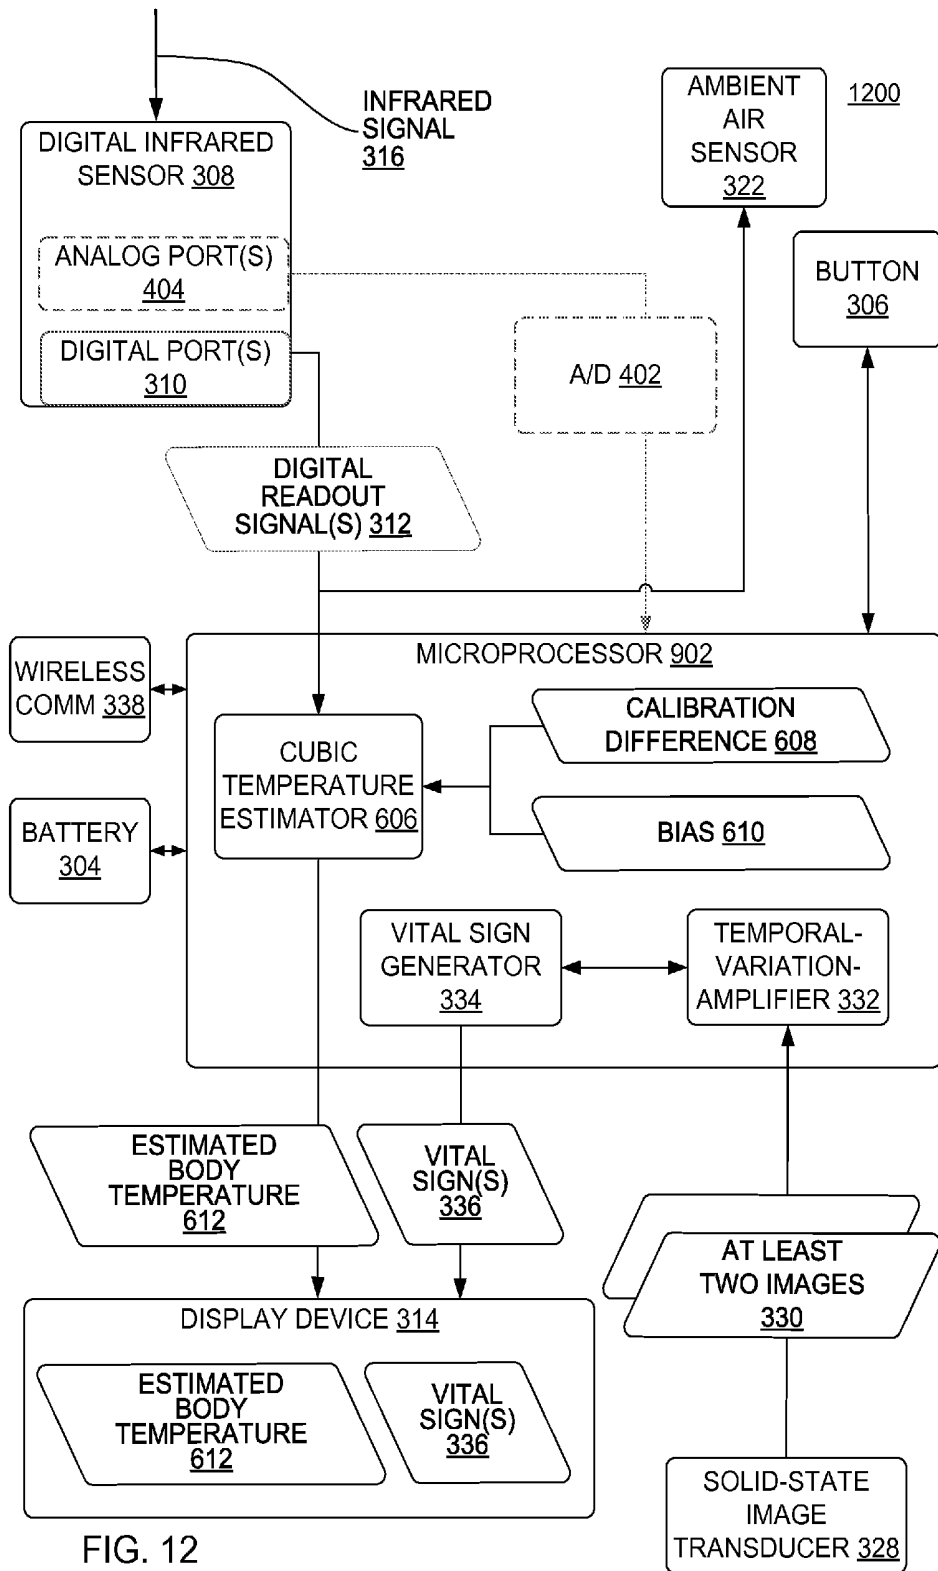 INFRARED
SIGNAL
316
AMBIENT
AIR
SENSOR
322
1200
DIGITAL INFRARED
SENSOR 308
ANALOG PORT(S)
404
DIGITAL PORT(S)
310
BUTTON
306
A/D 402
DIGITAL
READOUT
SIGNAL(S) 312
MICROPROCESSOR 902
WIRELESS
COMM 338
CALIBRATION
DIFFERENCE 608
CUBIC
TEMPERATURE
ESTIMATOR 606
BIAS 610
BATTERY
304
VITAL SIGN
GENERATOR
334
TEMPORAL-
VARIATION-
AMPLIFIER 332
ESTIMATED
BODY
TEMPERATURE
612
VITAL
SIGN(S)
336
AT LEAST
TWO IMAGES
330
DISPLAY DEVICE 314
ESTIMATED
BODY
TEMPERATURE
612
VITAL
SIGN(S)
336
SOLID-STATE
IMAGE
TRANSDUCER 328
FIG. 12